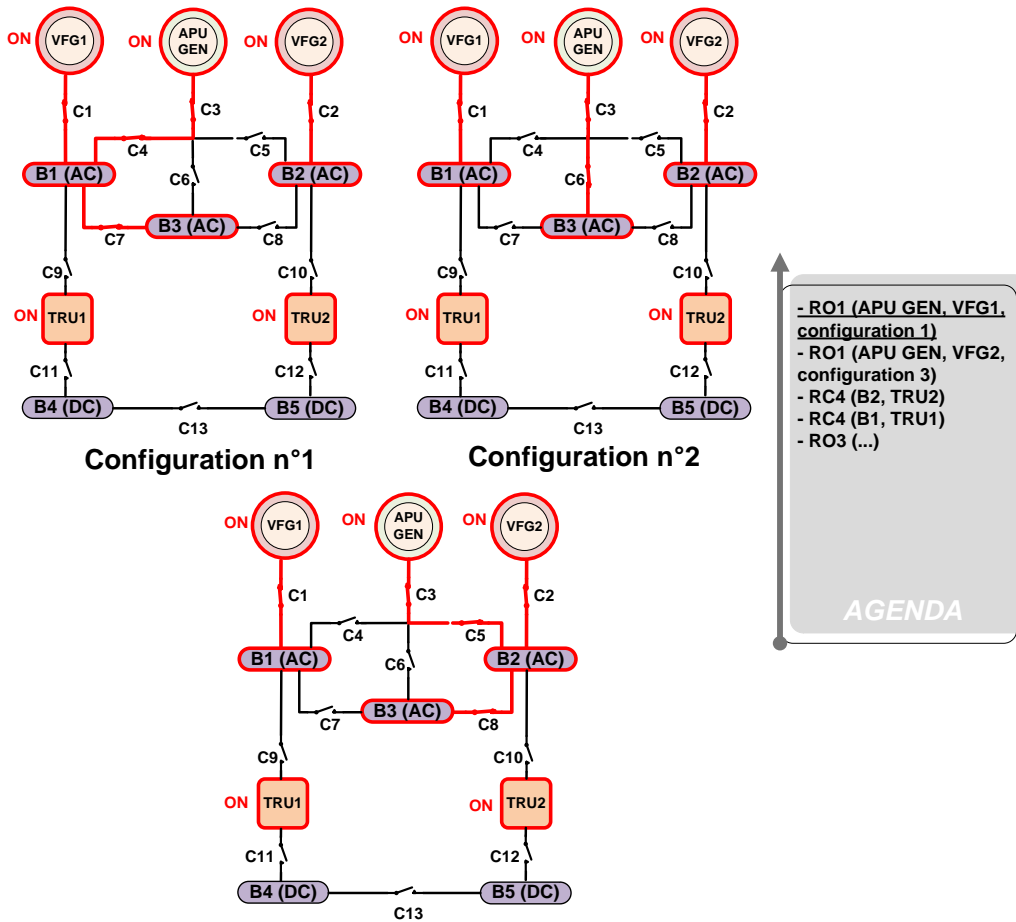 ON
VFG1
ON
APU
GEN
ON
VFG2
C1
C3
C2
C4
C5
B1 (AC)
C6
B2 (AC)
B3 (AC)
C7
C8
C9
C10
ON
TRU1
ON
TRU2
C11
C12
B4 (DC)
B5 (DC)
C13
Configuration n°1
ON
VFG1
ON
APU
GEN
ON
VFG2
C1
C3
C2
C4
C5
B1 (AC)
C6
B2 (AC)
B3 (AC)
C7
C8
C9
C10
ON
TRU1
ON
TRU2
C11
C12
B4 (DC)
B5 (DC)
C13
Configuration n°2
- RO1 (APU GEN, VFG1,
configuration 1)
- RO1 (APU GEN, VFG2,
configuration 3)
- RC4 (B2, TRU2)
- RC4 (B1, TRU1)
- RO3 (...)
AGENDA
ON
VFG1
ON
APU
GEN
ON
VFG2
C1
C3
C2
C4
C5
B1 (AC)
C6
B2 (AC)
B3 (AC)
C7
C8
C9
C10
ON
TRU1
ON
TRU2
C11
C12
B4 (DC)
B5 (DC)
C13